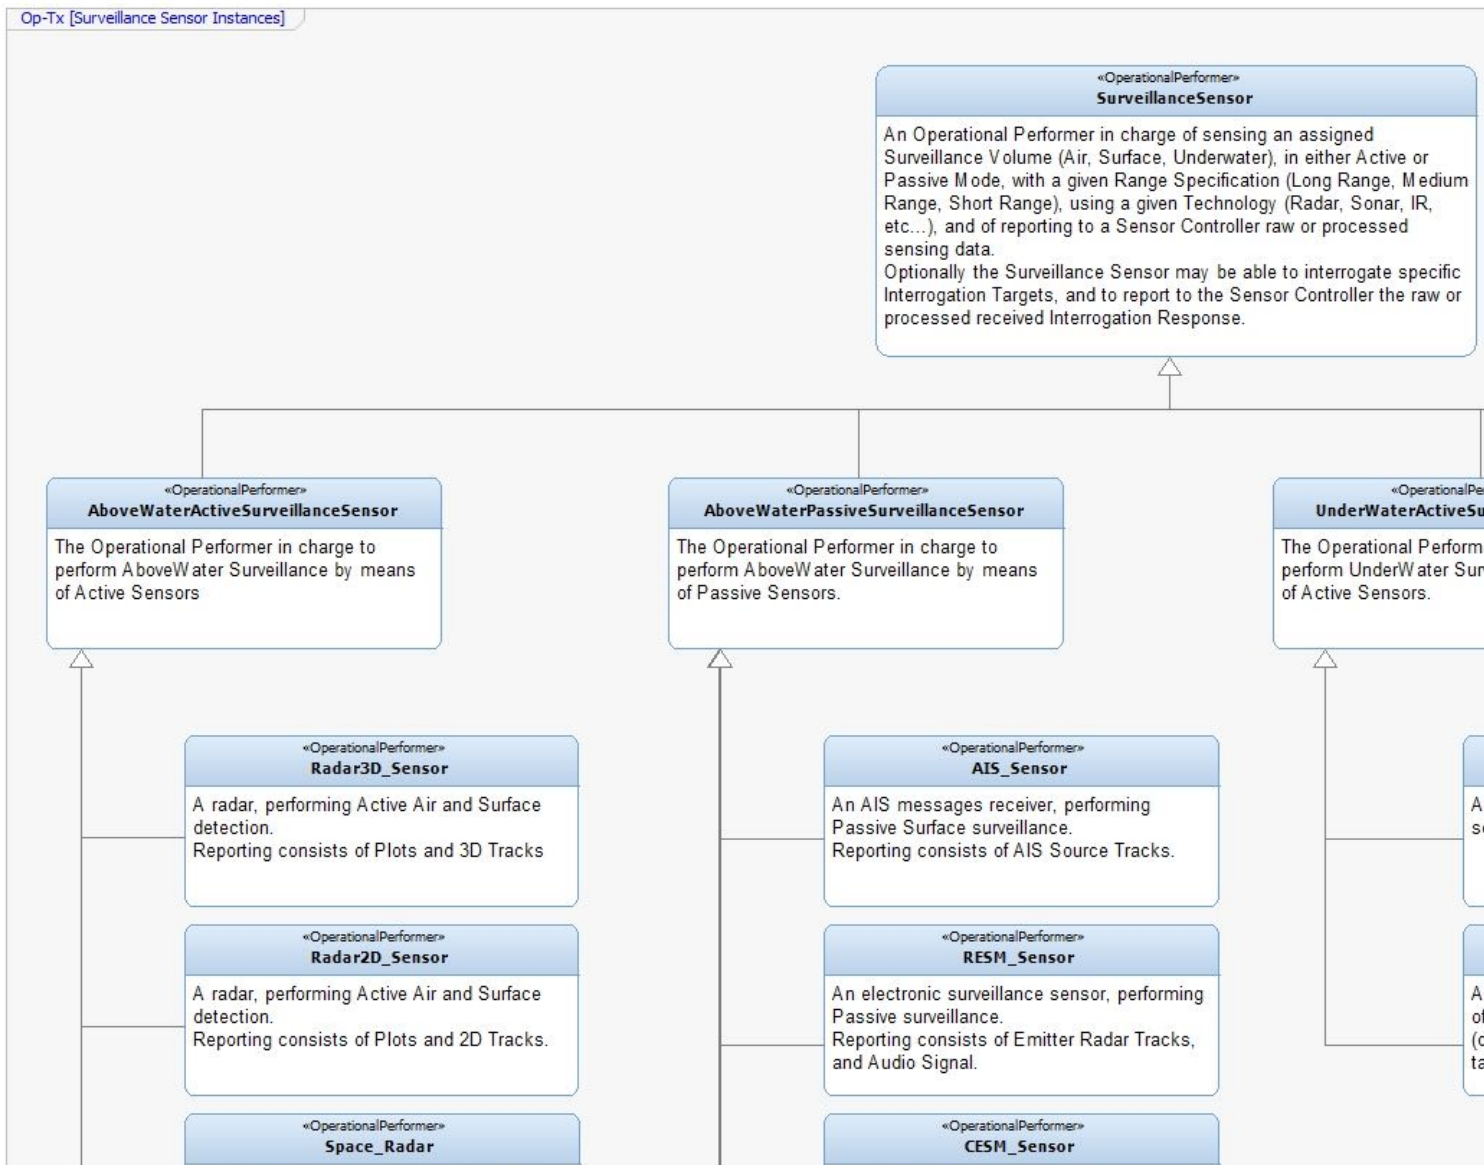 Op-Tx [Surveillance Sensor Instances]
«OperationalPerformer»
SurveillanceSensor
An Operational Performer in charge of sensing an assigned
Surveillance Volume (Air, Surface, Underwater), in either Active or
Passive Mode, with a given Range Specification (Long Range, Medium
Range, Short Range), using a given Technology (Radar, Sonar, IR,
etc...), and of reporting to a Sensor Controller raw or processed
sensing data.
Optionally the Surveillance Sensor may be able to interrogate specific
Interrogation Targets, and to report to the Sensor Controller the raw or
processed received Interrogation Response.
«OperationalPerformer»
AboveWaterActiveSurveillanceSensor
The Operational Performer in charge to
perform AboveWater Surveillance by means
of Active Sensors
«OperationalPerformer»
AboveWaterPassiveSurveillanceSensor
The Operational Performer in charge to
perform AboveWater Surveillance by means
of Passive Sensors.
«OperationalPer
UnderWaterActiveSu
The Operational Perform
perform UnderWater Sur
of Active Sensors.
«OperationalPerformer»
Radar3D_Sensor
A radar, performing Active Air and Surface
detection.
Reporting consists of Plots and 3D Tracks
«OperationalPerformer»
AIS_Sensor
An AIS messages receiver, performing
Passive Surface surveillance.
Reporting consists of AIS Source Tracks.
A
«OperationalPerformer»
Radar2D_Sensor
A radar, performing Active Air and Surface
detection.
Reporting consists of Plots and 2D Tracks.
«OperationalPerformer»
RESM_Sensor
An electronic surveillance sensor, performing
Passive surveillance.
Reporting consists of Emitter Radar Tracks,
and Audio Signal.
A
of
ta
«OperationalPerformer»
Space_Radar
«OperationalPerformer»
CESM_Sensor